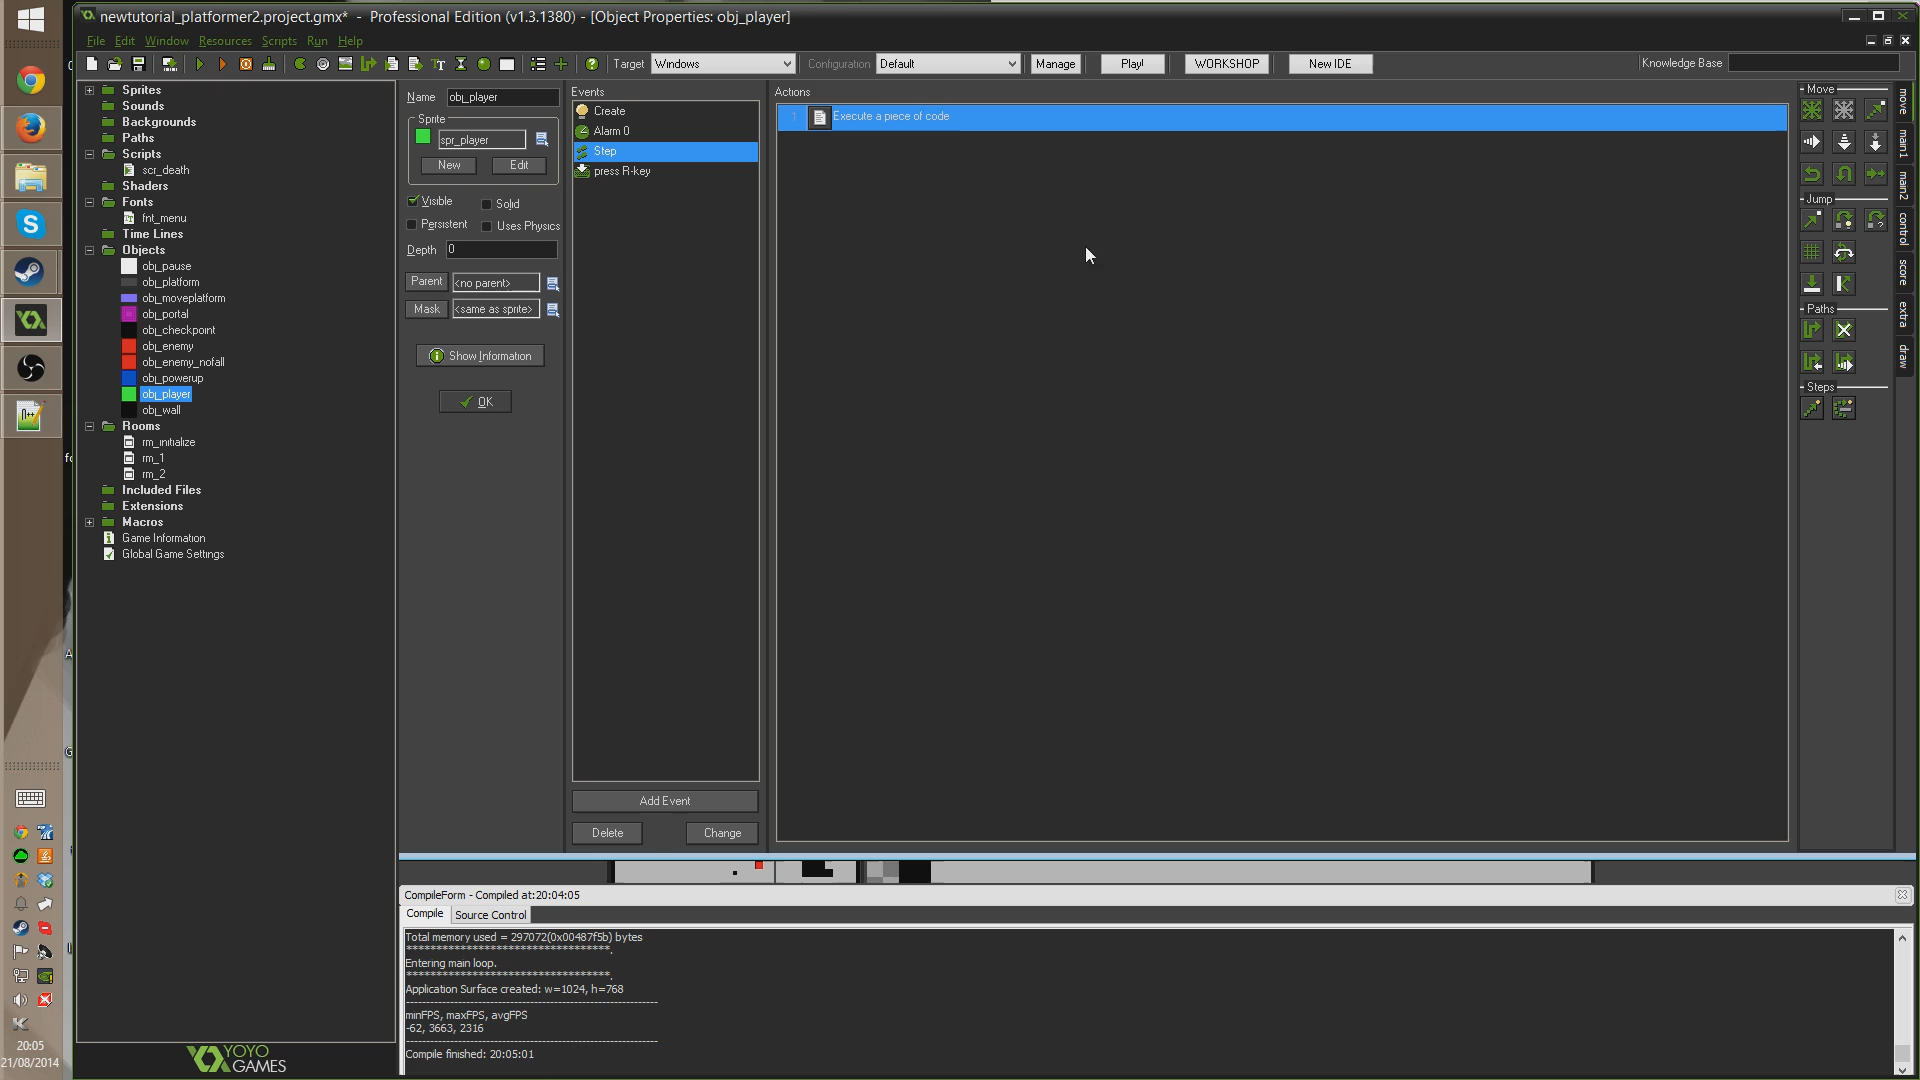 newtutorial_platformer2.project.gmx* - Professional Edition (v1.3.1380) - [Object Properties: obj_player]
File Edit Window Resources Scripts Run Help
Target Windows Configuration Default Manage Play! WORKSHOP New IDE Knowledge Base
Sprites
Sounds
Backgrounds
Paths
Scripts
scr_death
Shaders
Fonts
fnt_menu
Time Lines
Objects
obj_pause
obj_platform
obj_moveplatform
obj_portal
obj_checkpoint
obj_enemy
obj_enemy_nofall
obj_powerup
obj_player
obj_wall
Rooms
rm_initialize
rm_1
rm_2
Included Files
Extensions
Macros
Game Information
Global Game Settings
YOYO
GAMES
Name obj_player
Sprite
spr_player
New Edit
Visible Solid
Persistent Uses Physics
Depth 0
Parent <no parent>
Mask <same as sprite>
Show Information
OK
Events
Create
Alarm 0
Step
press R-key
Add Event
Delete Change
Actions
1 Execute a piece of code
Move
Jump
Paths
Steps
move
main1
main2
control
score
extra
draw
CompileForm - Compiled at:20:04:05
Compile Source Control
Total memory used = 297072(0x00487f5b) bytes
**********************************.
Entering main loop.
**********************************.
Application Surface created: w=1024, h=768
---------------------------------------------------------------
minFPS, maxFPS, avgFPS
-62, 3663, 2316
---------------------------------------------------------------
Compile finished: 20:05:01
20:05
21/08/2014